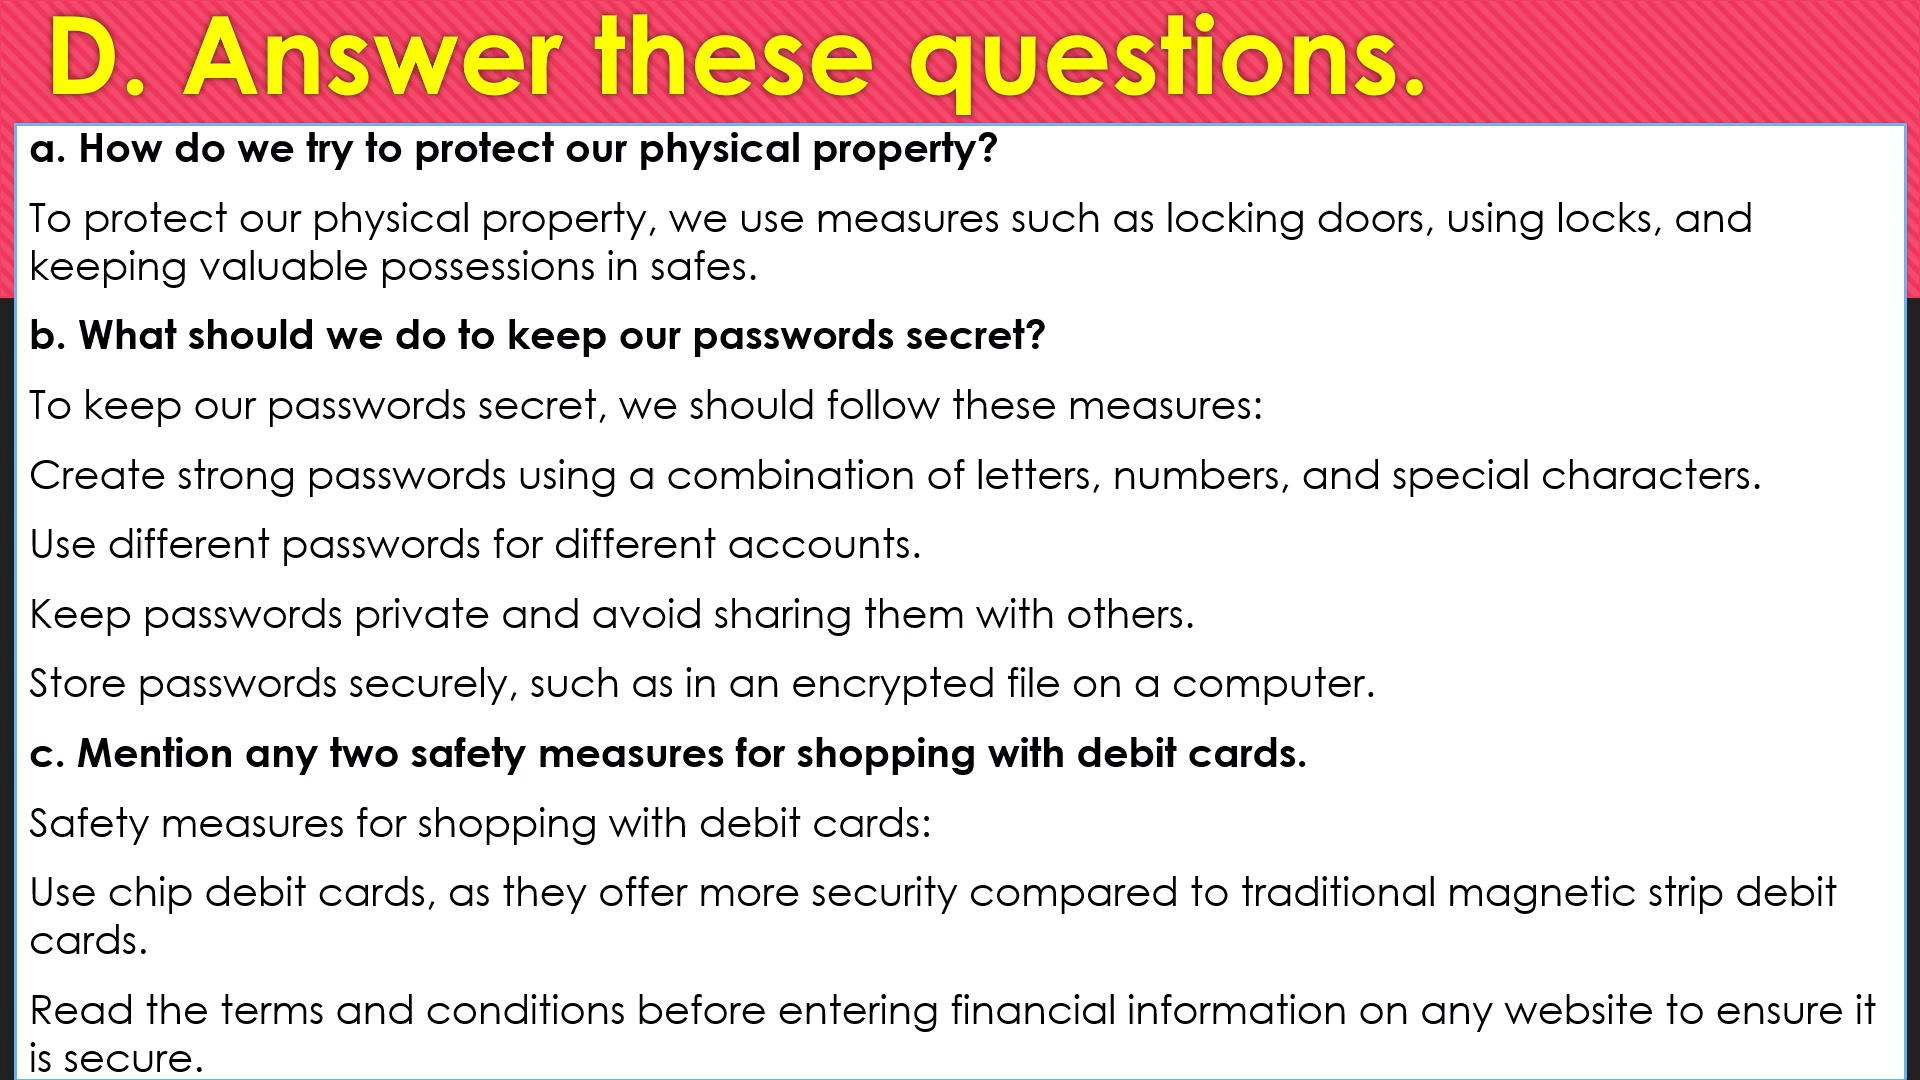 D. Answer these questions.
a. How do we try to protect our physical property?
To protect our physical property, we use measures such as locking doors, using locks, and
keeping valuable possessions in safes.
b. What should we do to keep our passwords secret?
To keep our passwords secret, we should follow these measures:
Create strong passwords using a combination of letters, numbers, and special characters.
Use different passwords for different accounts.
Keep passwords private and avoid sharing them with others.
Store passwords securely, such as in an encrypted file on a computer.
c. Mention any two safety measures for shopping with debit cards.
Safety measures for shopping with debit cards:
Use chip debit cards, as they offer more security compared to traditional magnetic strip debit
cards.
Read the terms and conditions before entering financial information on any website to ensure it
is secure.